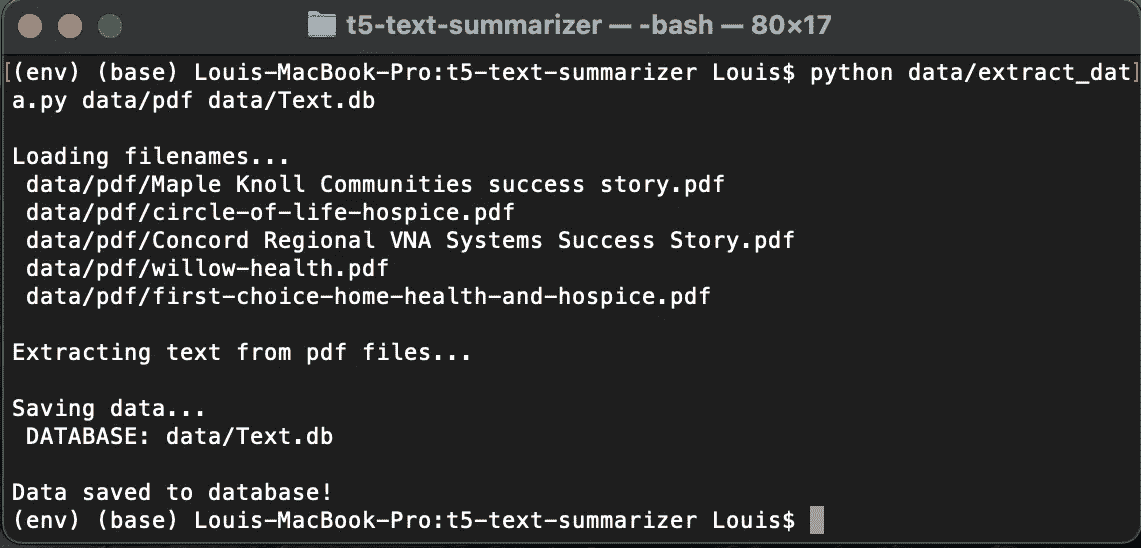 t5-text-summarizer — -bash — 80×17
[(env) (base) Louis-MacBook-Pro:t5-text-summarizer Louis$ python data/extract_dat]
a.py data/pdf data/Text.db
Loading filenames...
data/pdf/Maple Knoll Communities success story.pdf
data/pdf/circle-of-life-hospice.pdf
data/pdf/Concord Regional VNA Systems Success Story.pdf
data/pdf/willow-health.pdf
data/pdf/first-choice-home-health-and-hospice.pdf
Extracting text from pdf files...
Saving data...
DATABASE: data/Text.db
Data saved to database!
(env) (base) Louis-MacBook-Pro:t5-text-summarizer Louis$